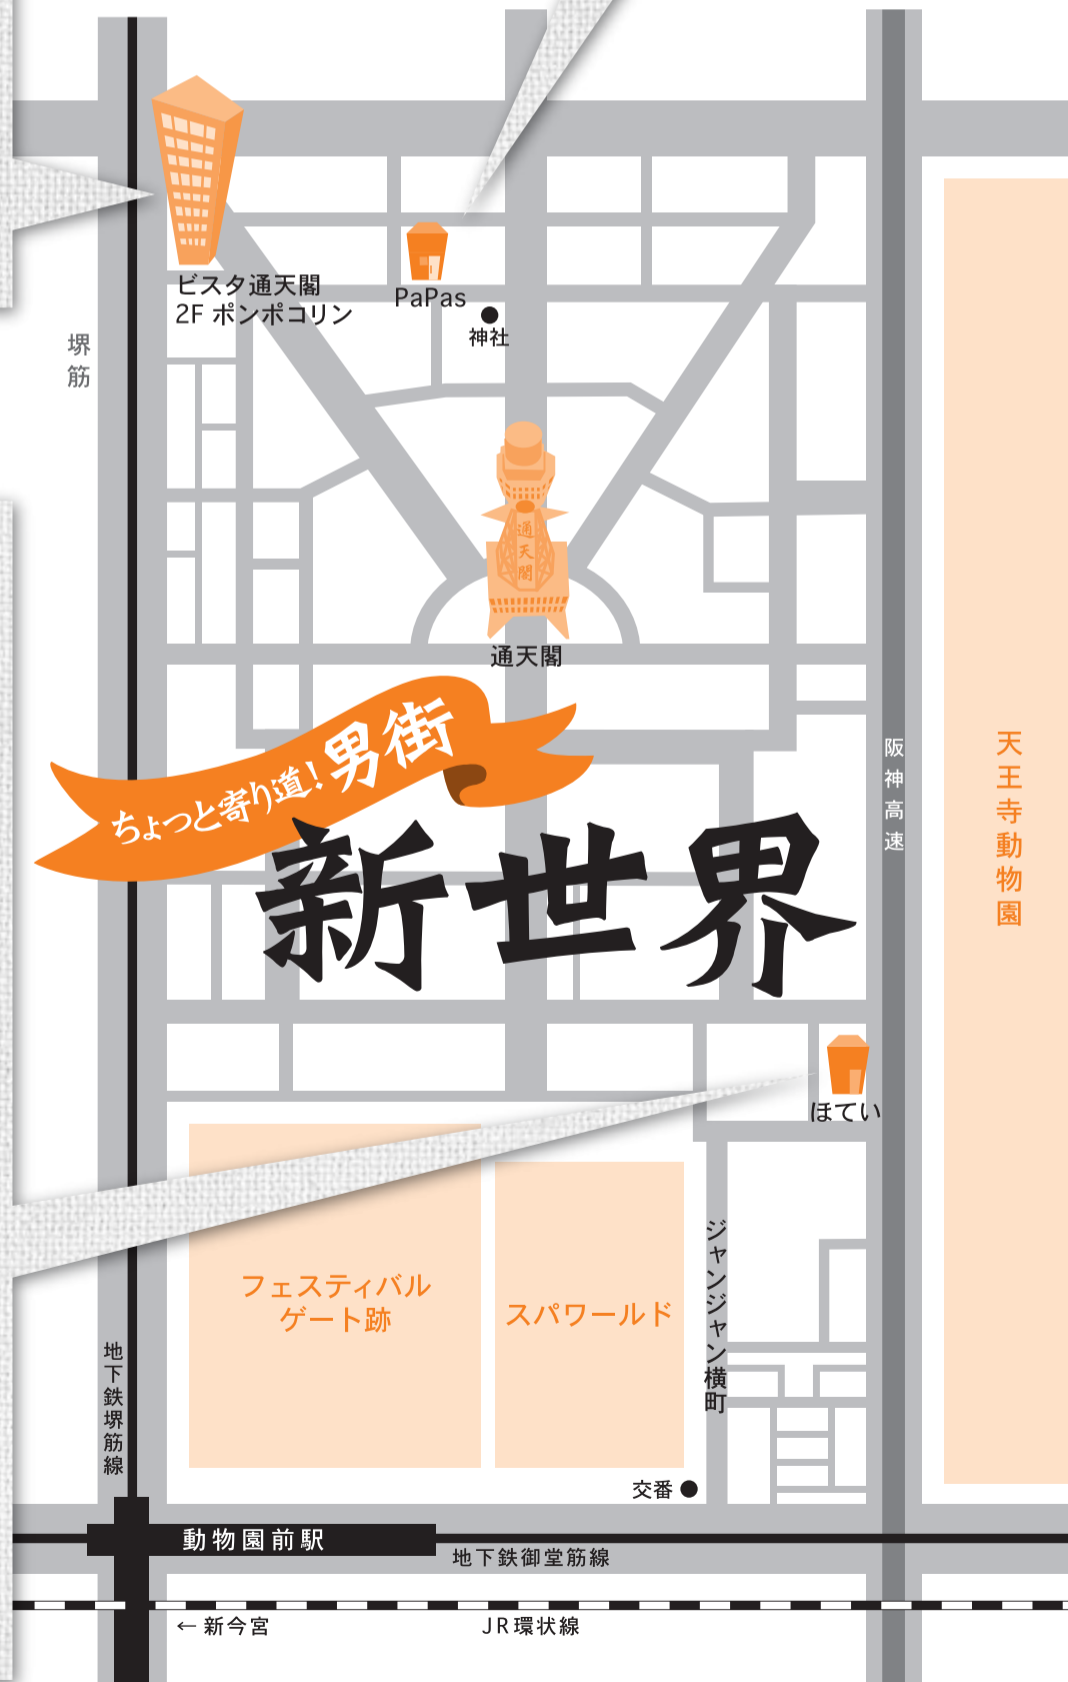 ビスタ通天閣
2F ポンポコリン
PaPas
神社
堺筋
通天閣
通天閣
ちょっと寄り道!男街
新世界
阪神高速
天王寺動物園
ほてい
フェスティバル
ゲート跡
スパワールド
ジャンジャン横町
地下鉄堺筋線
交番
動物園前駅
地下鉄御堂筋線
←新今宮
JR環状線